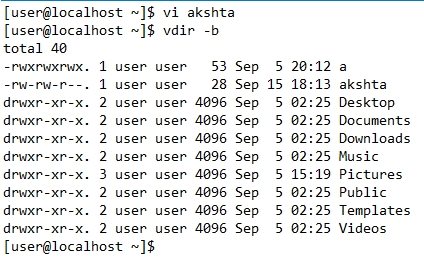 [user@localhost ~]$ vi akshta
[user@localhost ~]$ vdir -b
total 40
-rwxrwxrwx. 1 user user   53 Sep  5 20:12 a
-rw-rw-r--. 1 user user   28 Sep 15 18:13 akshta
drwxr-xr-x. 2 user user 4096 Sep  5 02:25 Desktop
drwxr-xr-x. 2 user user 4096 Sep  5 02:25 Documents
drwxr-xr-x. 2 user user 4096 Sep  5 02:25 Downloads
drwxr-xr-x. 2 user user 4096 Sep  5 02:25 Music
drwxr-xr-x. 3 user user 4096 Sep  5 15:19 Pictures
drwxr-xr-x. 2 user user 4096 Sep  5 02:25 Public
drwxr-xr-x. 2 user user 4096 Sep  5 02:25 Templates
drwxr-xr-x. 2 user user 4096 Sep  5 02:25 Videos
[user@localhost ~]$